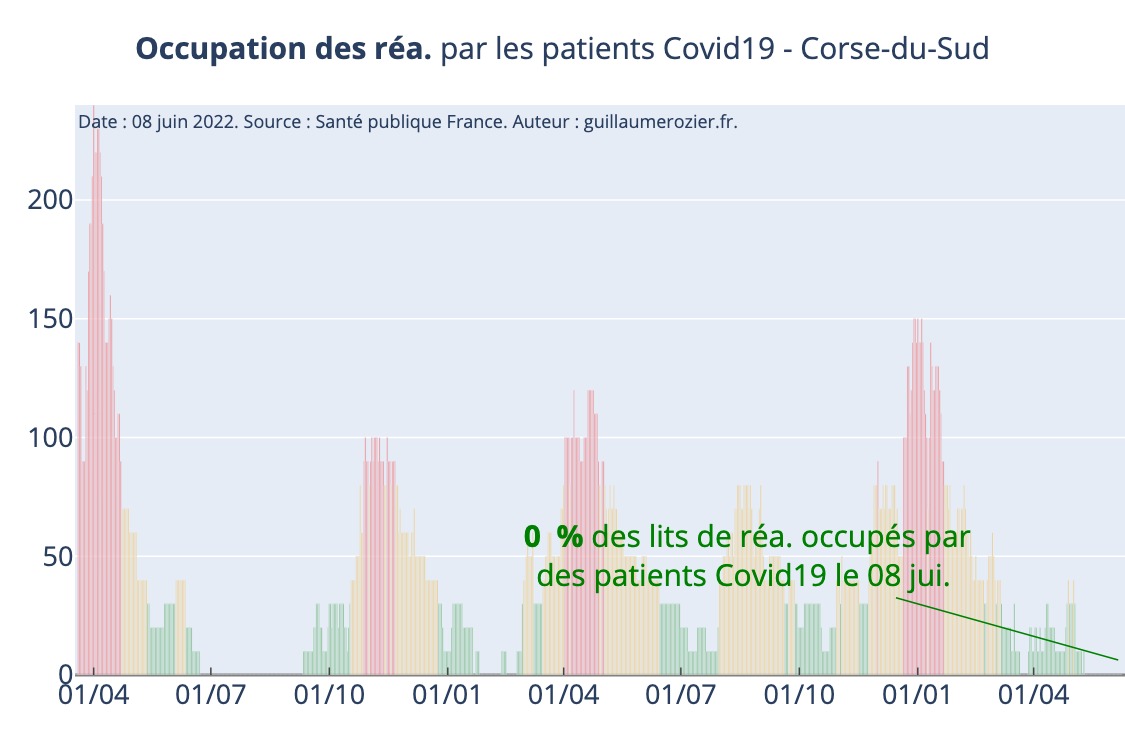 Occupation des réa. par les patients Covid19 - Corse-du-Sud
Date : 08 juin 2022. Source : Santé publique France. Auteur : guillaumerozier.fr.
200
150
100
50
0
0 % des lits de réa. occupés par
des patients Covid19 le 08 jui.
01/04 01/07 01/10 01/01 01/04 01/07 01/10 01/01 01/04